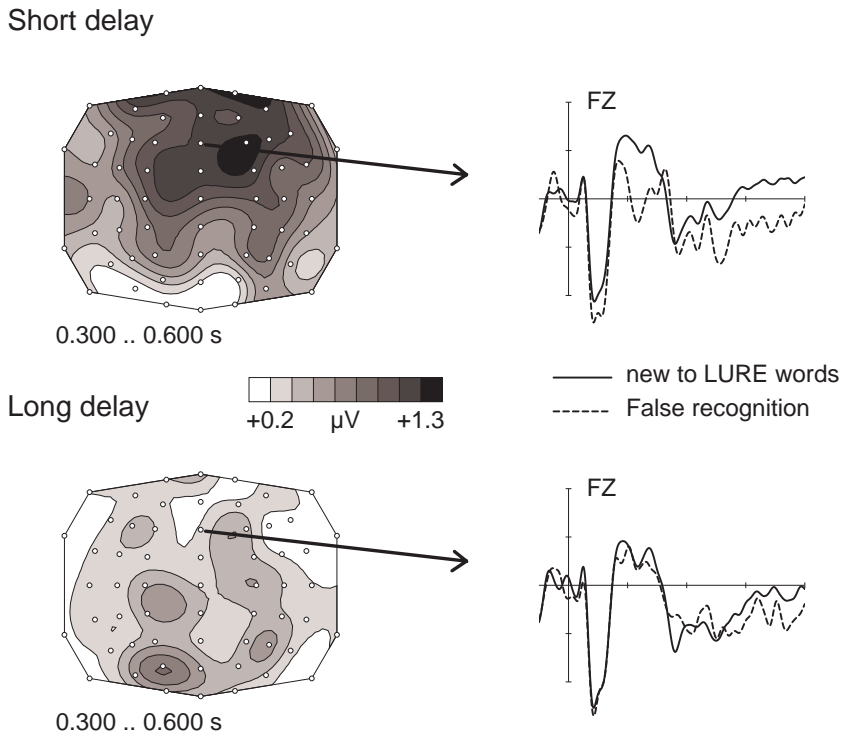 Short delay
FZ
0.300 .. 0.600 s
new to LURE words
False recognition
+0.2 µV +1.3
Long delay
FZ
0.300 .. 0.600 s